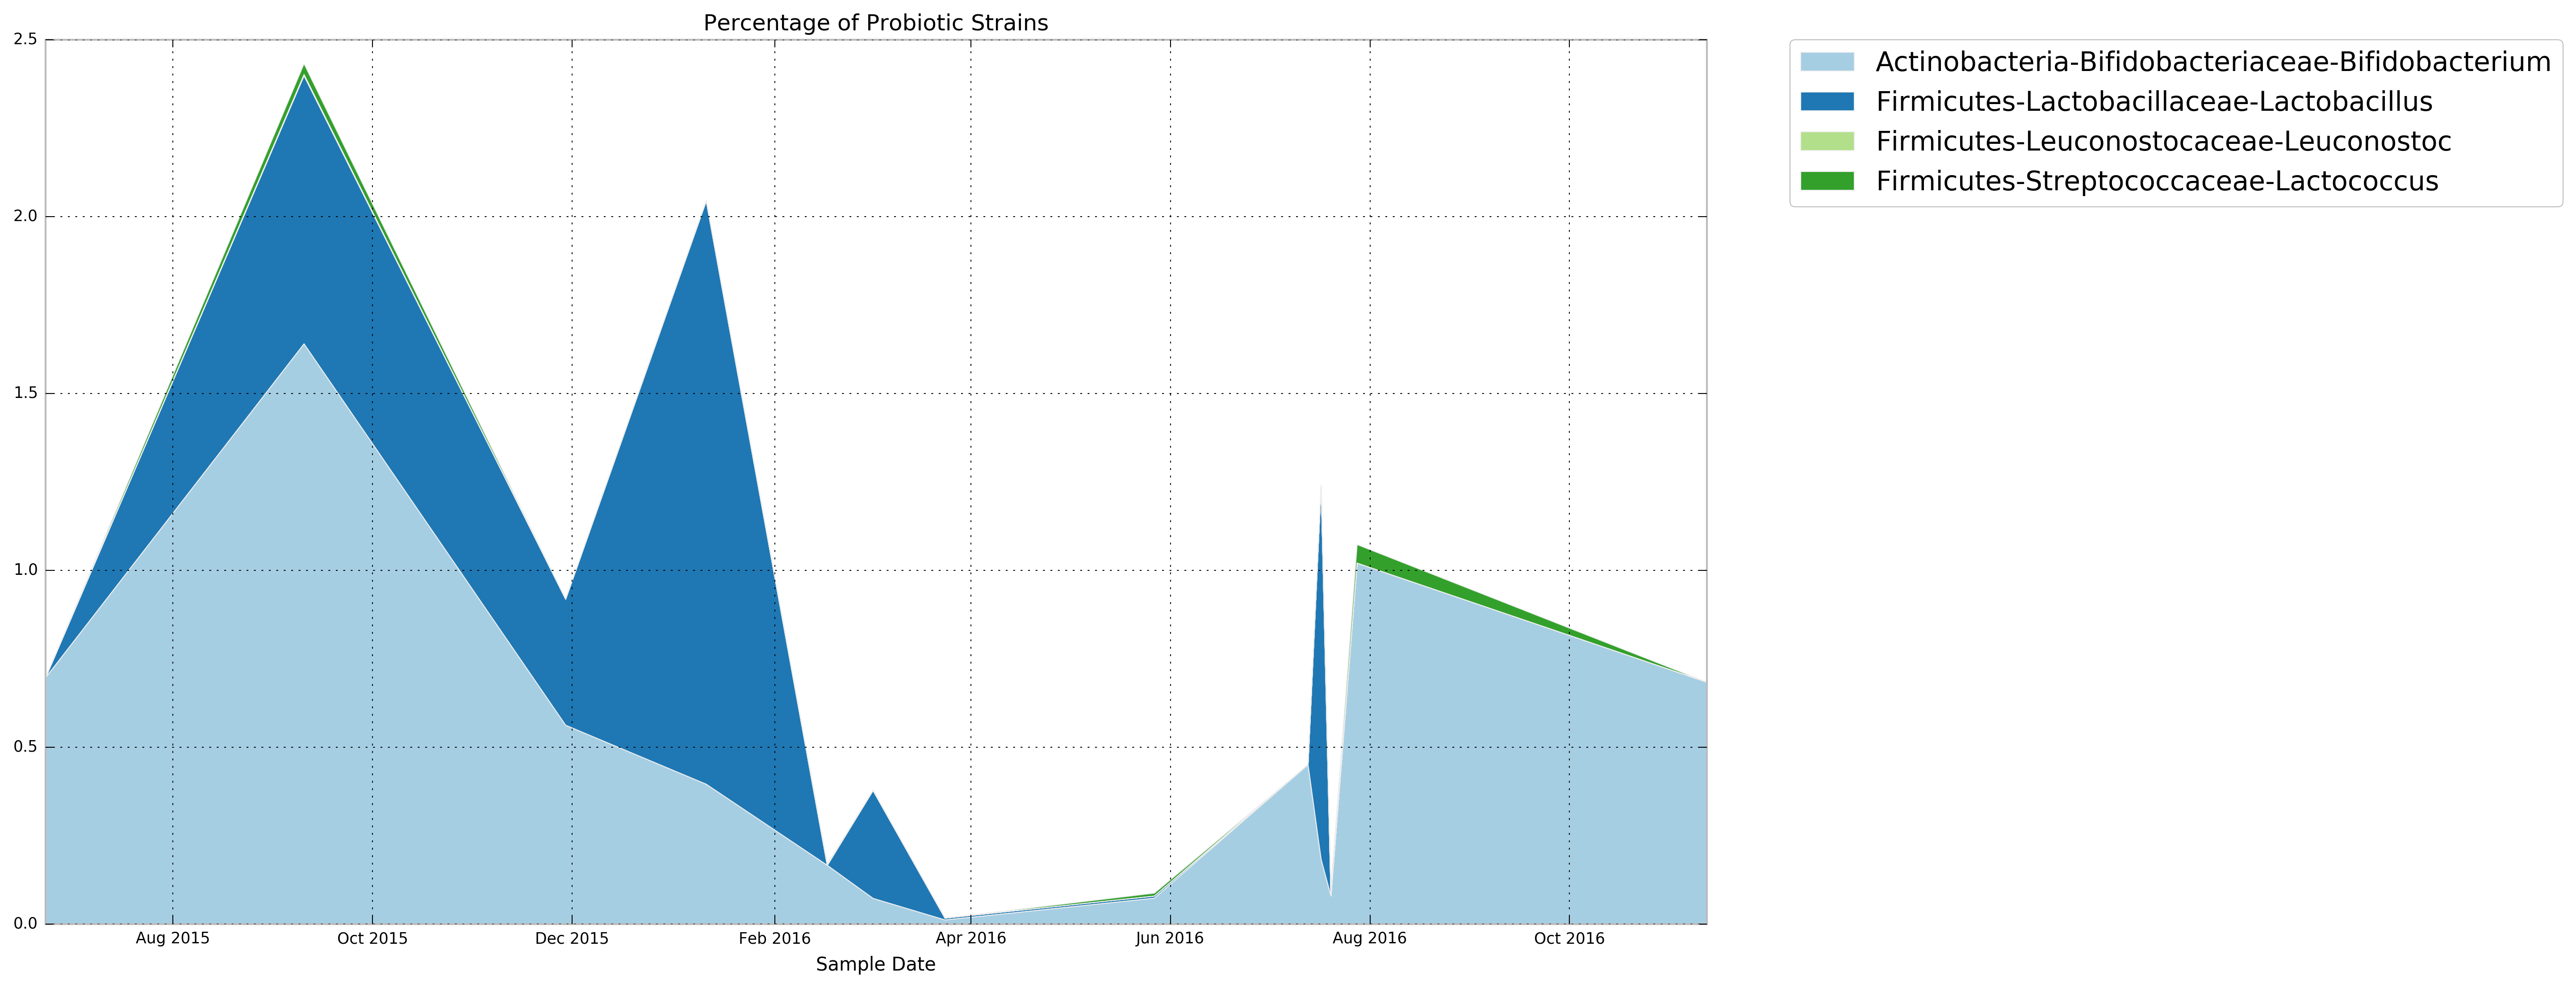 Percentage of Probiotic Strains
2.5
2.0
1.5
1.0
0.5
0.0
Aug 2015
Oct 2015
Dec 2015
Feb 2016
Apr 2016
Jun 2016
Aug 2016
Oct 2016
Sample Date
Actinobacteria-Bifidobacteriaceae-Bifidobacterium
Firmicutes-Lactobacillaceae-Lactobacillus
Firmicutes-Leuconostocaceae-Leuconostoc
Firmicutes-Streptococcaceae-Lactococcus